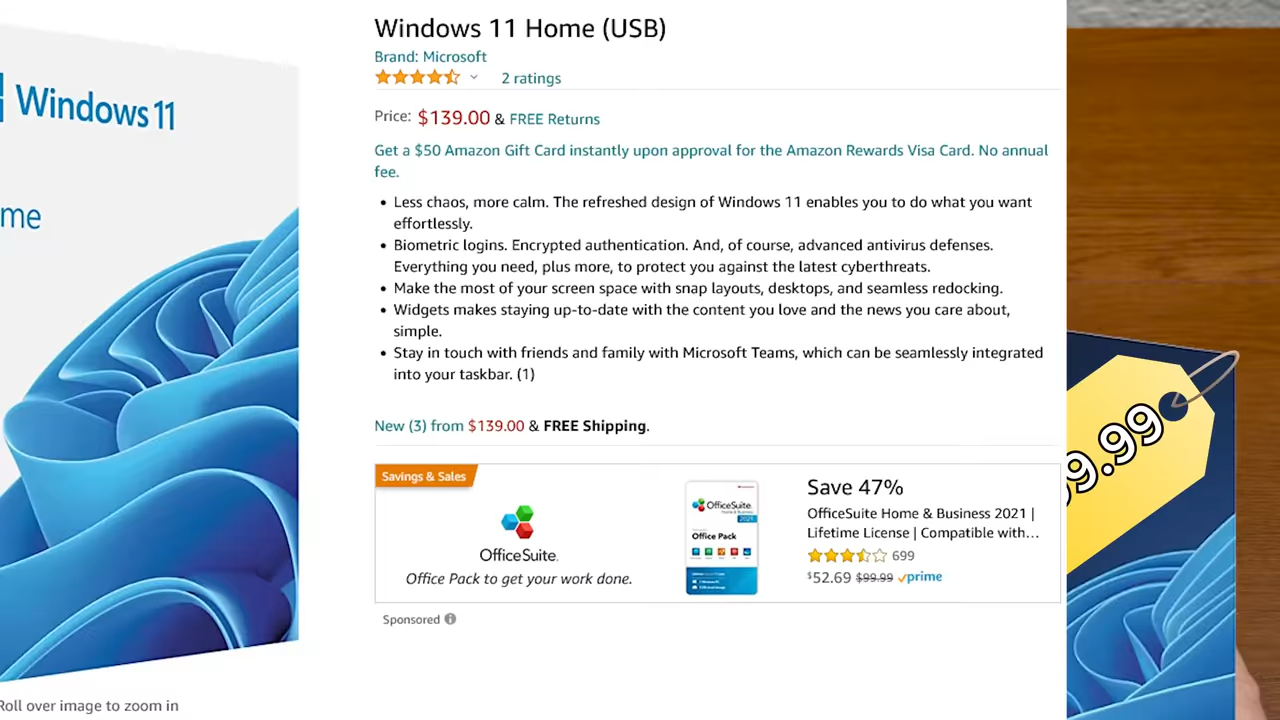 Windows 11
me
Roll over image to zoom in
Windows 11 Home (USB)
Brand: Microsoft
2 ratings
Price: $139.00 & FREE Returns
Get a $50 Amazon Gift Card instantly upon approval for the Amazon Rewards Visa Card. No annual
fee.
• Less chaos, more calm. The refreshed design of Windows 11 enables you to do what you want
effortlessly.
• Biometric logins. Encrypted authentication. And, of course, advanced antivirus defenses.
Everything you need, plus more, to protect you against the latest cyberthreats.
• Make the most of your screen space with snap layouts, desktops, and seamless redocking.
• Widgets makes staying up-to-date with the content you love and the news you care about,
simple.
• Stay in touch with friends and family with Microsoft Teams, which can be seamlessly integrated
into your taskbar. (1)
New (3) from $139.00 & FREE Shipping.
Savings & Sales
OfficeSuite.
Office Pack to get your work done.
OfficeSuite
Home & Business
2021
Office Pack
Save 47%
OfficeSuite Home & Business 2021 |
Lifetime License | Compatible with...
699
$52.69 $99.99 prime
Sponsored
9.99